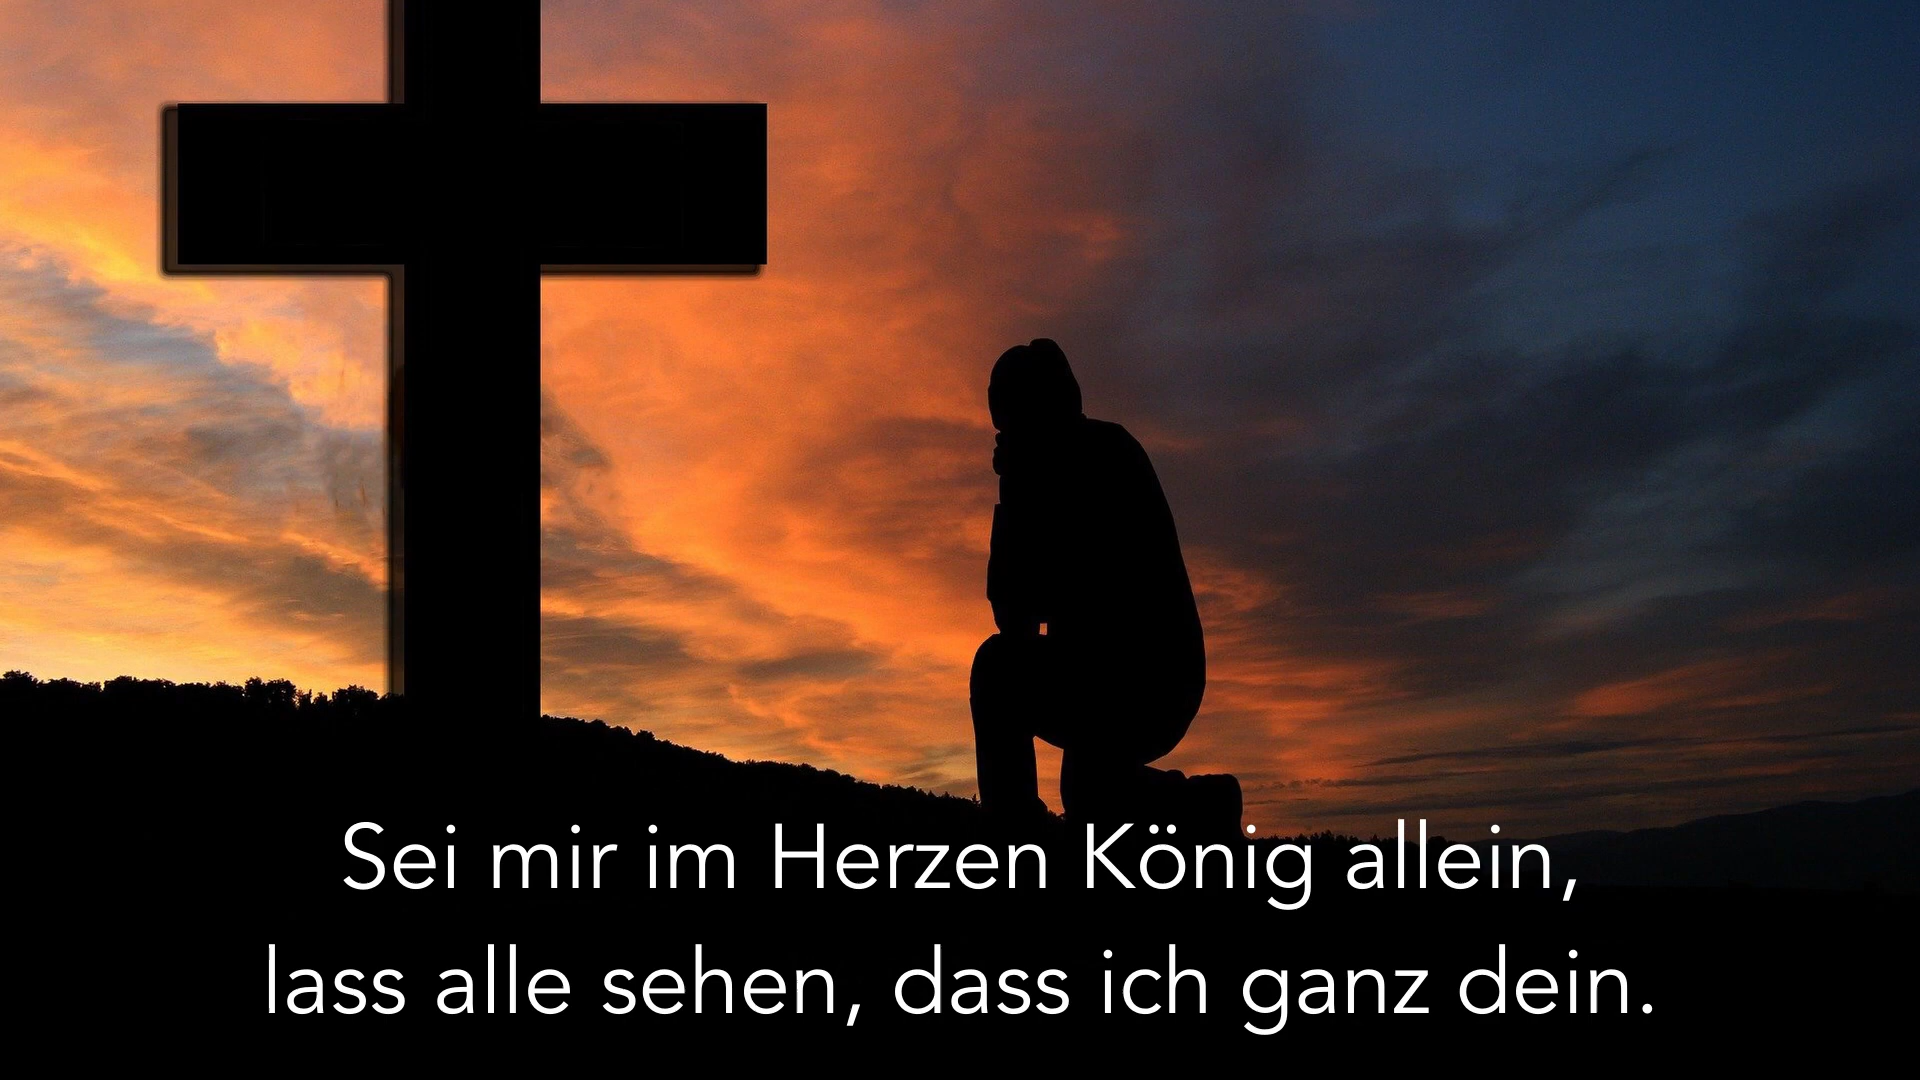 Sei mir im Herzen König allein,
lass alle sehen, dass ich ganz dein.